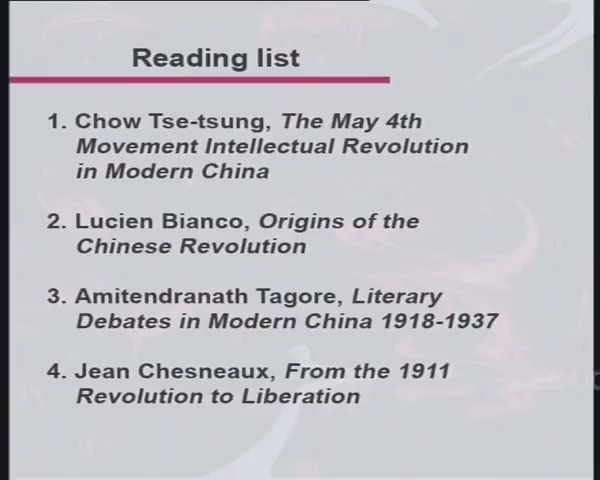 Reading list
1. Chow Tse-tsung, The May 4th
Movement Intellectual Revolution
in Modern China
2. Lucien Bianco, Origins of the
Chinese Revolution
3. Amitendranath Tagore, Literary
Debates in Modern China 1918-1937
4. Jean Chesneaux, From the 1911
Revolution to Liberation